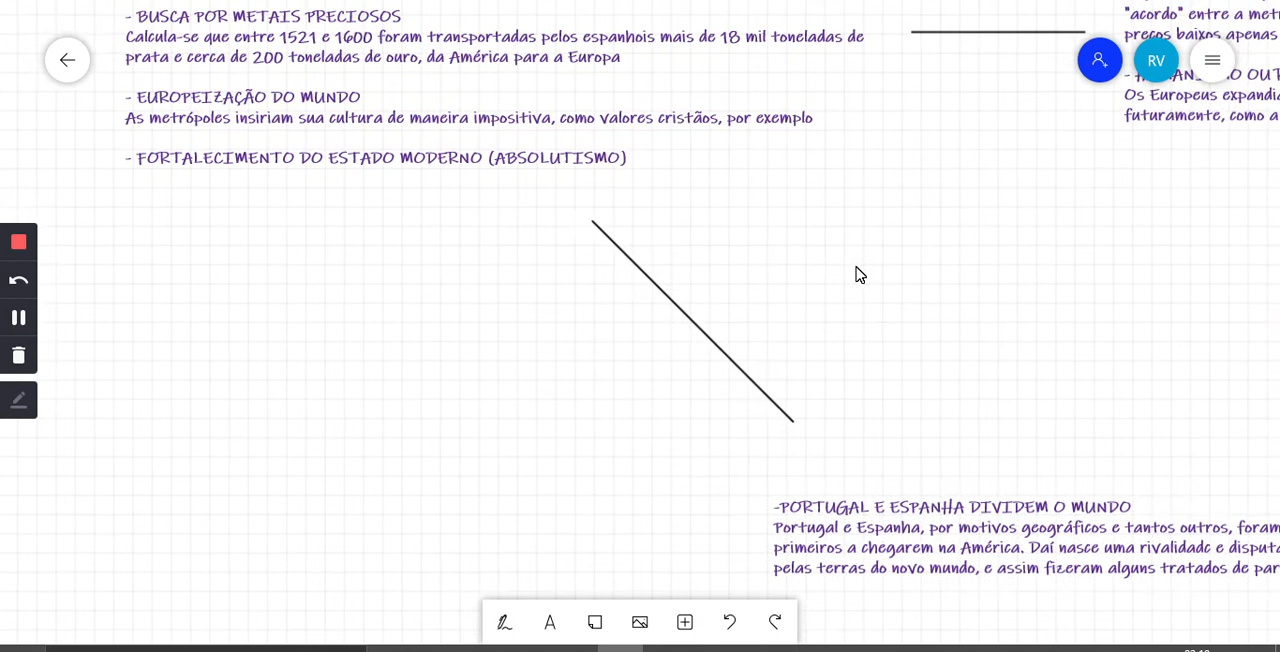 - BUSCA POR METAIS PRECIOSOS
Calcula-se que entre 1521 e 1600 foram transportadas pelos espanhois mais de 18 mil toneladas de
prata e cerca de 200 toneladas de ouro, da América para a Europa
- EUROPEIZAÇÃO DO MUNDO
As metrópoles insiriam sua cultura de maneira impositiva, como valores cristãos, por exemplo
- FORTALECIMENTO DO ESTADO MODERNO (ABSOLUTISMO)
"acordo" entre a
preços baixos apenas
RV
Os Europeus
futuramente, como a
-PORTUGAL E ESPANHA DIVIDEM O MUNDO
Portugal e Espanha, por motivos geográficos e tantos outros, foram
primeiros a chegarem na América. Daí nasce uma rivalidade e
pelas terras do novo mundo, e assim fizeram alguns tratados de